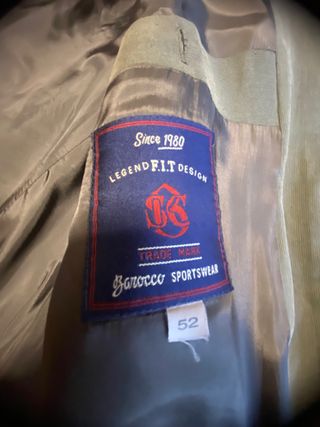 Since 1980
LEGEND F.I.T DESIGN
TRADE MARK
Barocco SPORTSWEAR
52